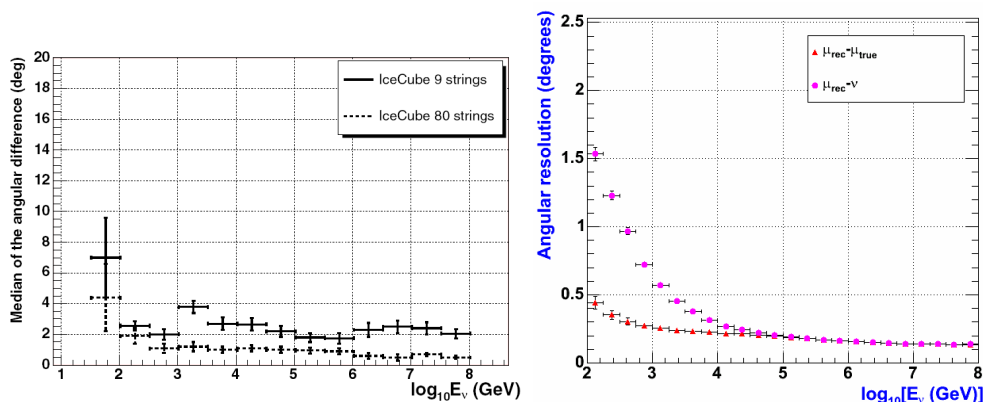 Median of the angular difference (deg)
20
18
16
14
12
10
8
6
4
2
0
IceCube 9 strings
IceCube 80 strings
1 2 3 4 5 6 7 8
log₁₀Eᵥ (GeV)
Angular resolution (degrees)
2.5
2
1.5
1
0.5
0
μrec-μtrue
μrec-ν
2 3 4 5 6 7 8
log₁₀[Eᵥ (GeV)]